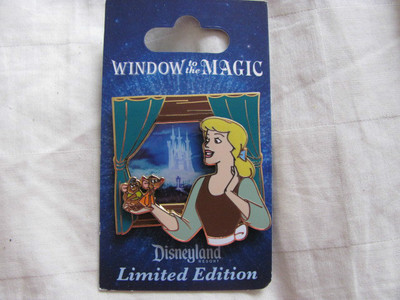 WINDOW to the MAGIC
Disneyland
RESORT
Limited Edition